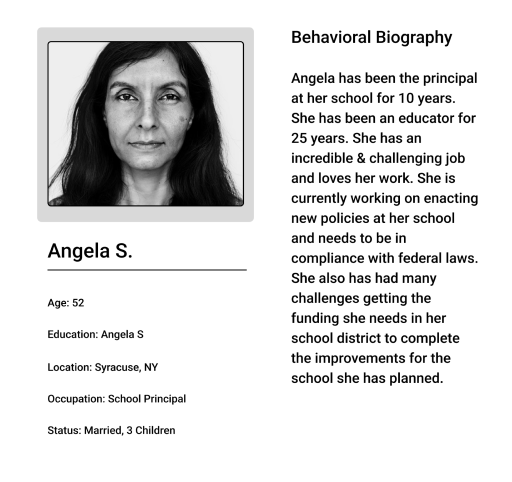 Angela S.
Age: 52
Education: Angela S
Location: Syracuse, NY
Occupation: School Principal
Status: Married, 3 Children
Behavioral Biography
Angela has been the principal
at her school for 10 years.
She has been an educator for
25 years. She has an
incredible & challenging job
and loves her work. She is
currently working on enacting
new policies at her school
and needs to be in
compliance with federal laws.
She also has had many
challenges getting the
funding she needs in her
school district to complete
the improvements for the
school she has planned.